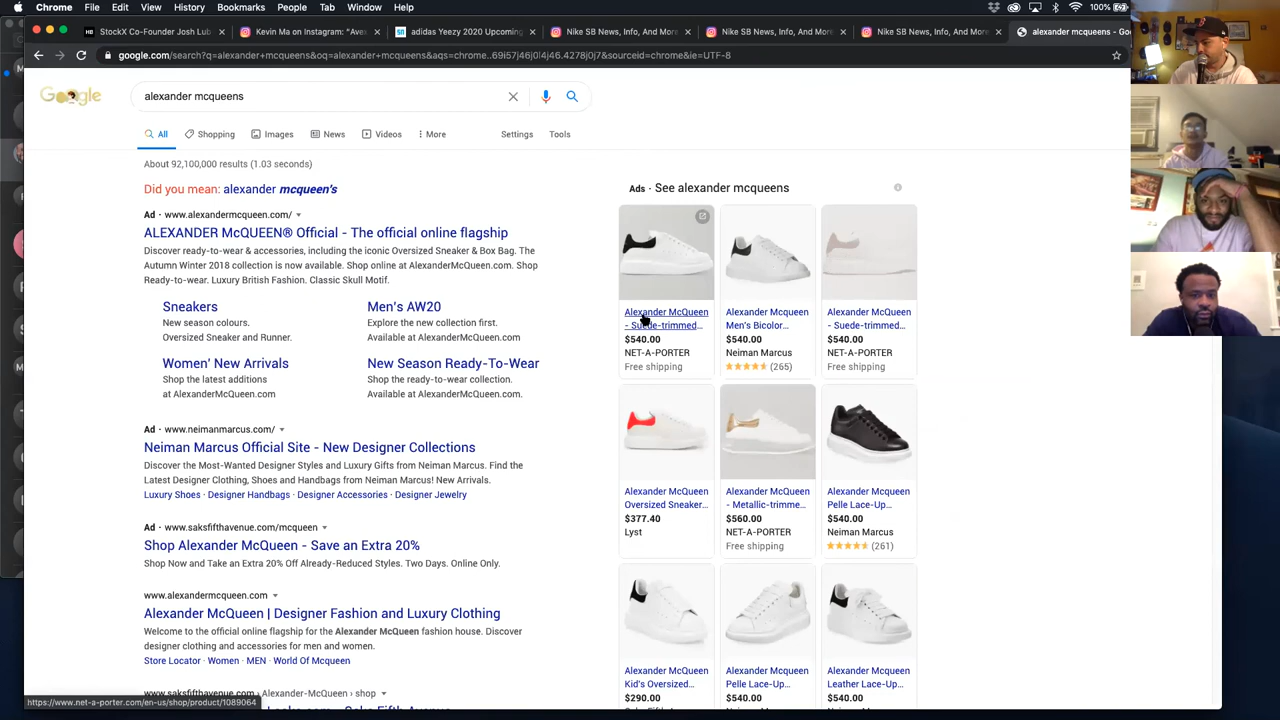 Chrome File Edit View History Bookmarks People Tab Window Help
100%
StockX Co-Founder Josh Lub
Kevin Ma on Instagram: "Aves
adidas Yeezy 2020 Upcoming
Nike SB News, Info, And More
Nike SB News, Info, And More
Nike SB News, Info, And More
alexander mcqueens - Go
google.com/search?q=alexander+mcqueens&oq=alexander+mcqueens&aqs=chrome..69i57j46j0l4j46.4278j0j7&sourceid=chrome&ie=UTF-8
alexander mcqueens
All Shopping Images News Videos More Settings Tools
About 92,100,000 results (1.03 seconds)
Did you mean: alexander mcqueen's
Ad · www.alexandermcqueen.com/
ALEXANDER McQUEEN® Official - The official online flagship
Discover ready-to-wear & accessories, including the iconic Oversized Sneaker & Box Bag. The
Autumn Winter 2018 collection is now available. Shop online at AlexanderMcQueen.com. Shop
Ready-to-wear. Luxury British Fashion. Classic Skull Motif.
Sneakers
New season colours.
Oversized Sneaker and Runner.
Men's AW20
Explore the new collection first.
Available at AlexanderMcQueen.com
Women' New Arrivals
Shop the latest additions
at AlexanderMcQueen.com
New Season Ready-To-Wear
Shop the ready-to-wear collection.
Available at AlexanderMcQueen.com.
Ad · www.neimanmarcus.com/
Neiman Marcus Official Site - New Designer Collections
Discover the Most-Wanted Designer Styles and Luxury Gifts from Neiman Marcus. Find the
Latest Designer Clothing, Shoes and Handbags from Neiman Marcus! New Arrivals.
Luxury Shoes · Designer Handbags · Designer Accessories · Designer Jewelry
Ad · www.saksfifthavenue.com/mcqueen
Shop Alexander McQueen - Save an Extra 20%
Shop Now and Take an Extra 20% Off Already-Reduced Styles. Two Days. Online Only.
www.alexandermcqueen.com
Alexander McQueen | Designer Fashion and Luxury Clothing
Welcome to the official online flagship for the Alexander McQueen fashion house. Discover
designer clothing and accessories for men and women.
Store Locator · Women · MEN · World Of Mcqueen
www.saksfifthavenue.com › Alexander-McQueen › shop
https://www.net-a-porter.com/en-us/shop/product/1089064
Ads · See alexander mcqueens
Alexander McQueen
- Suede-trimmed...
$540.00
NET-A-PORTER
Free shipping
Alexander Mcqueen
Men's Bicolor...
$540.00
Neiman Marcus
(265)
Alexander McQueen
- Suede-trimmed...
$540.00
NET-A-PORTER
Free shipping
Alexander McQueen
Oversized Sneaker...
$377.40
Lyst
Alexander McQueen
- Metallic-trimme...
$560.00
NET-A-PORTER
Free shipping
Alexander McQueen
Pelle Lace-Up...
$540.00
Neiman Marcus
(261)
Alexander McQueen
Kid's Oversized...
$290.00
Alexander McQueen
Pelle Lace-Up...
$540.00
Alexander McQueen
Leather Lace-Up...
$540.00